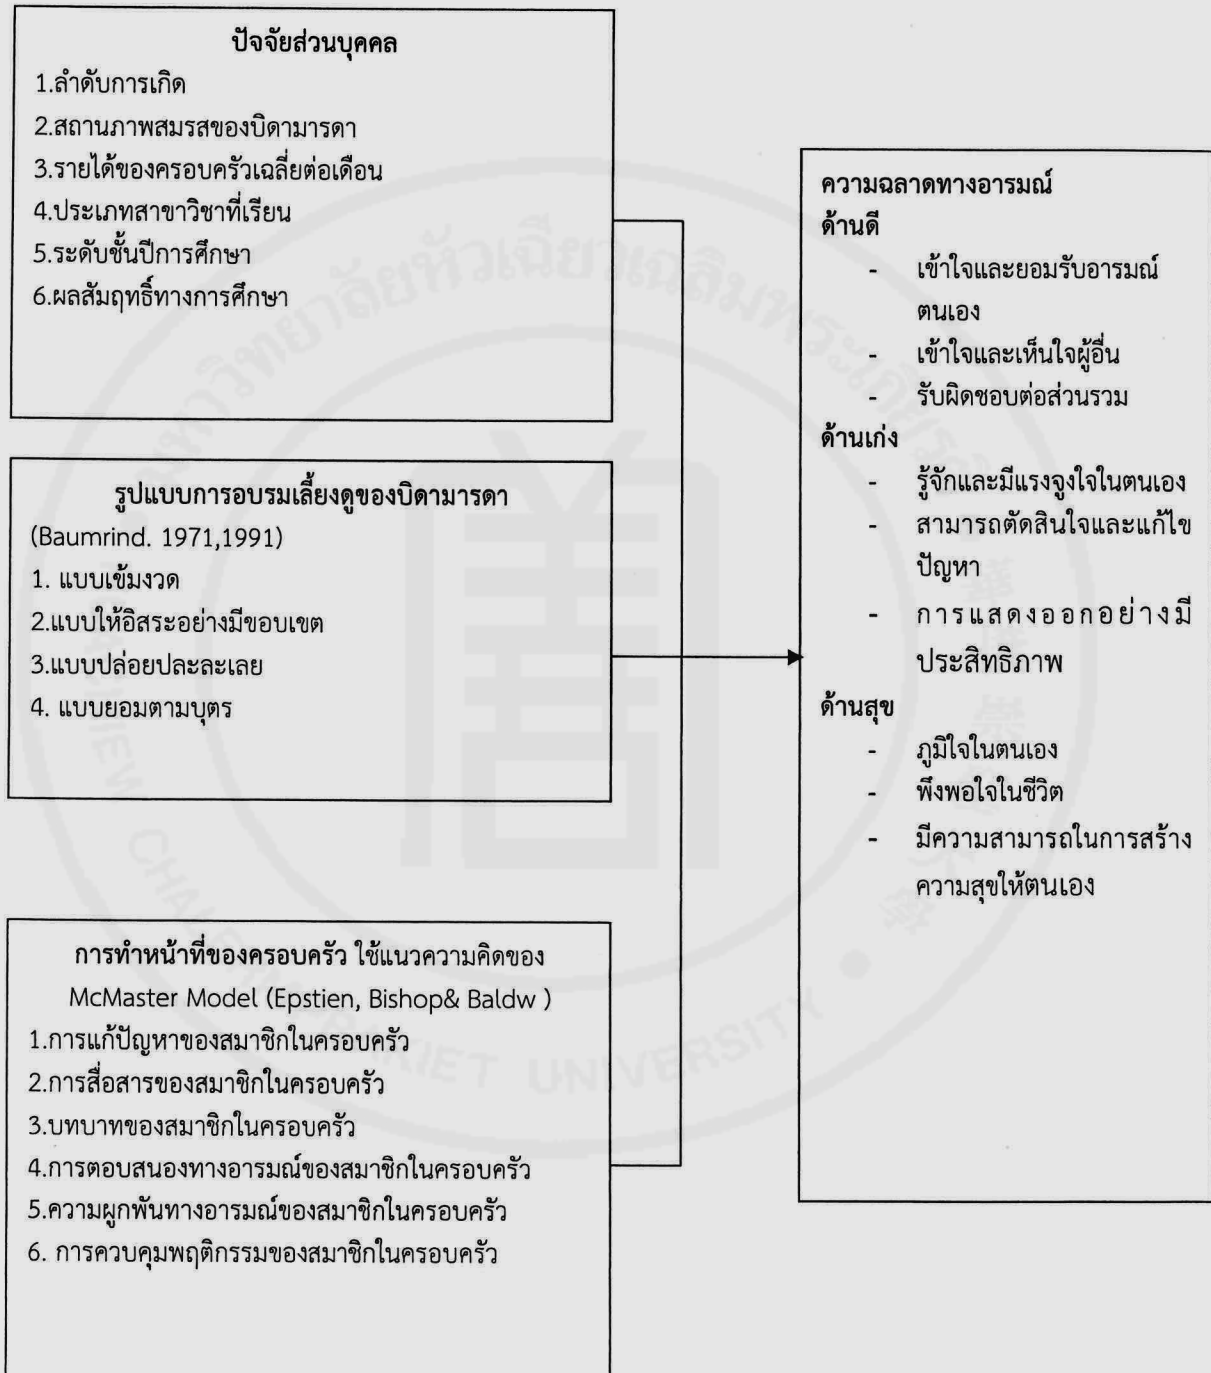 ปัจจัยส่วนบุคคล
1.ลำดับการเกิด
2.สถานภาพสมรสของบิดามารดา
3.รายได้ของครอบครัวเฉลี่ยต่อเดือน
4.ประเภทสาขาวิชาที่เรียน
5.ระดับชั้นปีการศึกษา
6.ผลสัมฤทธิ์ทางการศึกษา
รูปแบบการอบรมเลี้ยงดูของบิดามารดา
(Baumrind. 1971,1991)
1. แบบเข้มงวด
2.แบบให้อิสระอย่างมีขอบเขต
3.แบบปล่อยปละละเลย
4. แบบยอมตามบุตร
การทำหน้าที่ของครอบครัว ใช้แนวความคิดของ
McMaster Model (Epstien, Bishop& Baldw )
1.การแก้ปัญหาของสมาชิกในครอบครัว
2.การสื่อสารของสมาชิกในครอบครัว
3.บทบาทของสมาชิกในครอบครัว
4.การตอบสนองทางอารมณ์ของสมาชิกในครอบครัว
5.ความผูกพันทางอารมณ์ของสมาชิกในครอบครัว
6. การควบคุมพฤติกรรมของสมาชิกในครอบครัว
ความฉลาดทางอารมณ์
ด้านดี
- เข้าใจและยอมรับอารมณ์
ตนเอง
- เข้าใจและเห็นใจผู้อื่น
- รับผิดชอบต่อส่วนรวม
ด้านเก่ง
- รู้จักและมีแรงจูงใจในตนเอง
- สามารถตัดสินใจและแก้ไข
ปัญหา
- การแสดงออกอย่างมี
ประสิทธิภาพ
ด้านสุข
- ภูมิใจในตนเอง
- พึงพอใจในชีวิต
- มีความสามารถในการสร้าง
ความสุขให้ตนเอง
มหาวิทยาลัยหัวเฉียวเฉลิมพระเกียรติ
CHALERMPRAKIET UNIVERSITY